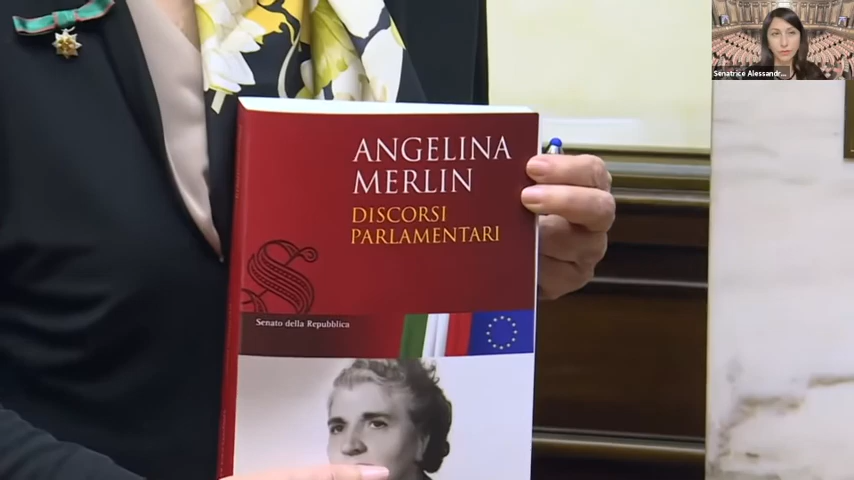 Senatrice Alessandr...
ANGELINA
MERLIN
DISCORSI
PARLAMENTARI
Senato della Repubblica